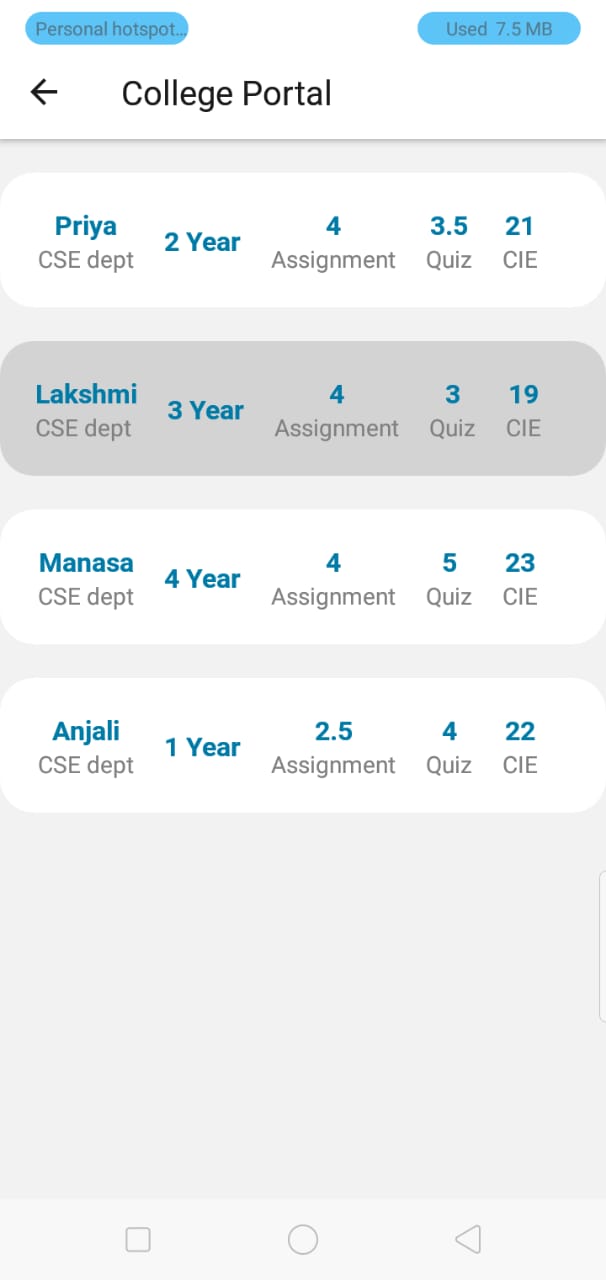 Personal hotspot... Used 7.5 MB
College Portal
Priya 2 Year 4 3.5 21
CSE dept Assignment Quiz CIE
Lakshmi 3 Year 4 3 19
CSE dept Assignment Quiz CIE
Manasa 4 Year 4 5 23
CSE dept Assignment Quiz CIE
Anjali 1 Year 2.5 4 22
CSE dept Assignment Quiz CIE